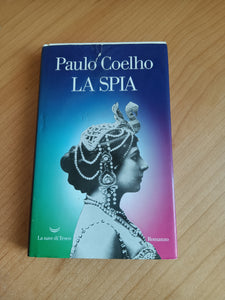 Paulo Coelho
LA SPIA
La nave di Teseo
Romanzo